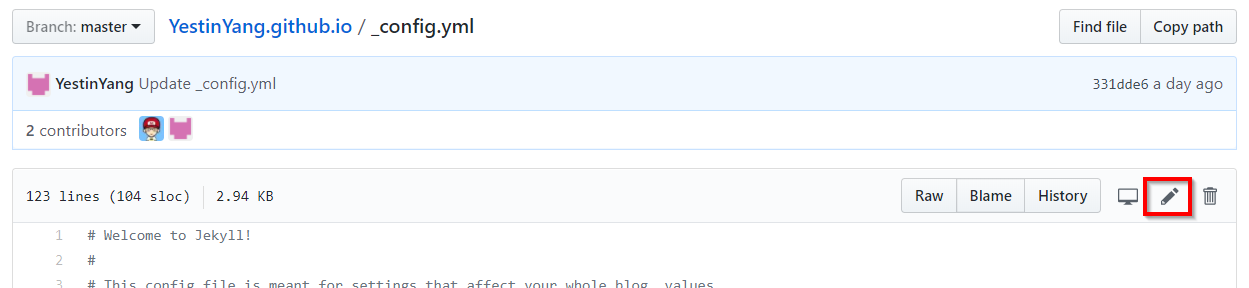 Branch: master YestinYang.github.io / _config.yml Find file Copy path
YestinYang Update _config.yml 331dde6 a day ago
2 contributors
123 lines (104 sloc) 2.94 KB Raw Blame History
1 # Welcome to Jekyll!
2 #
3 # This config file is meant for settings that affect your whole blog, values